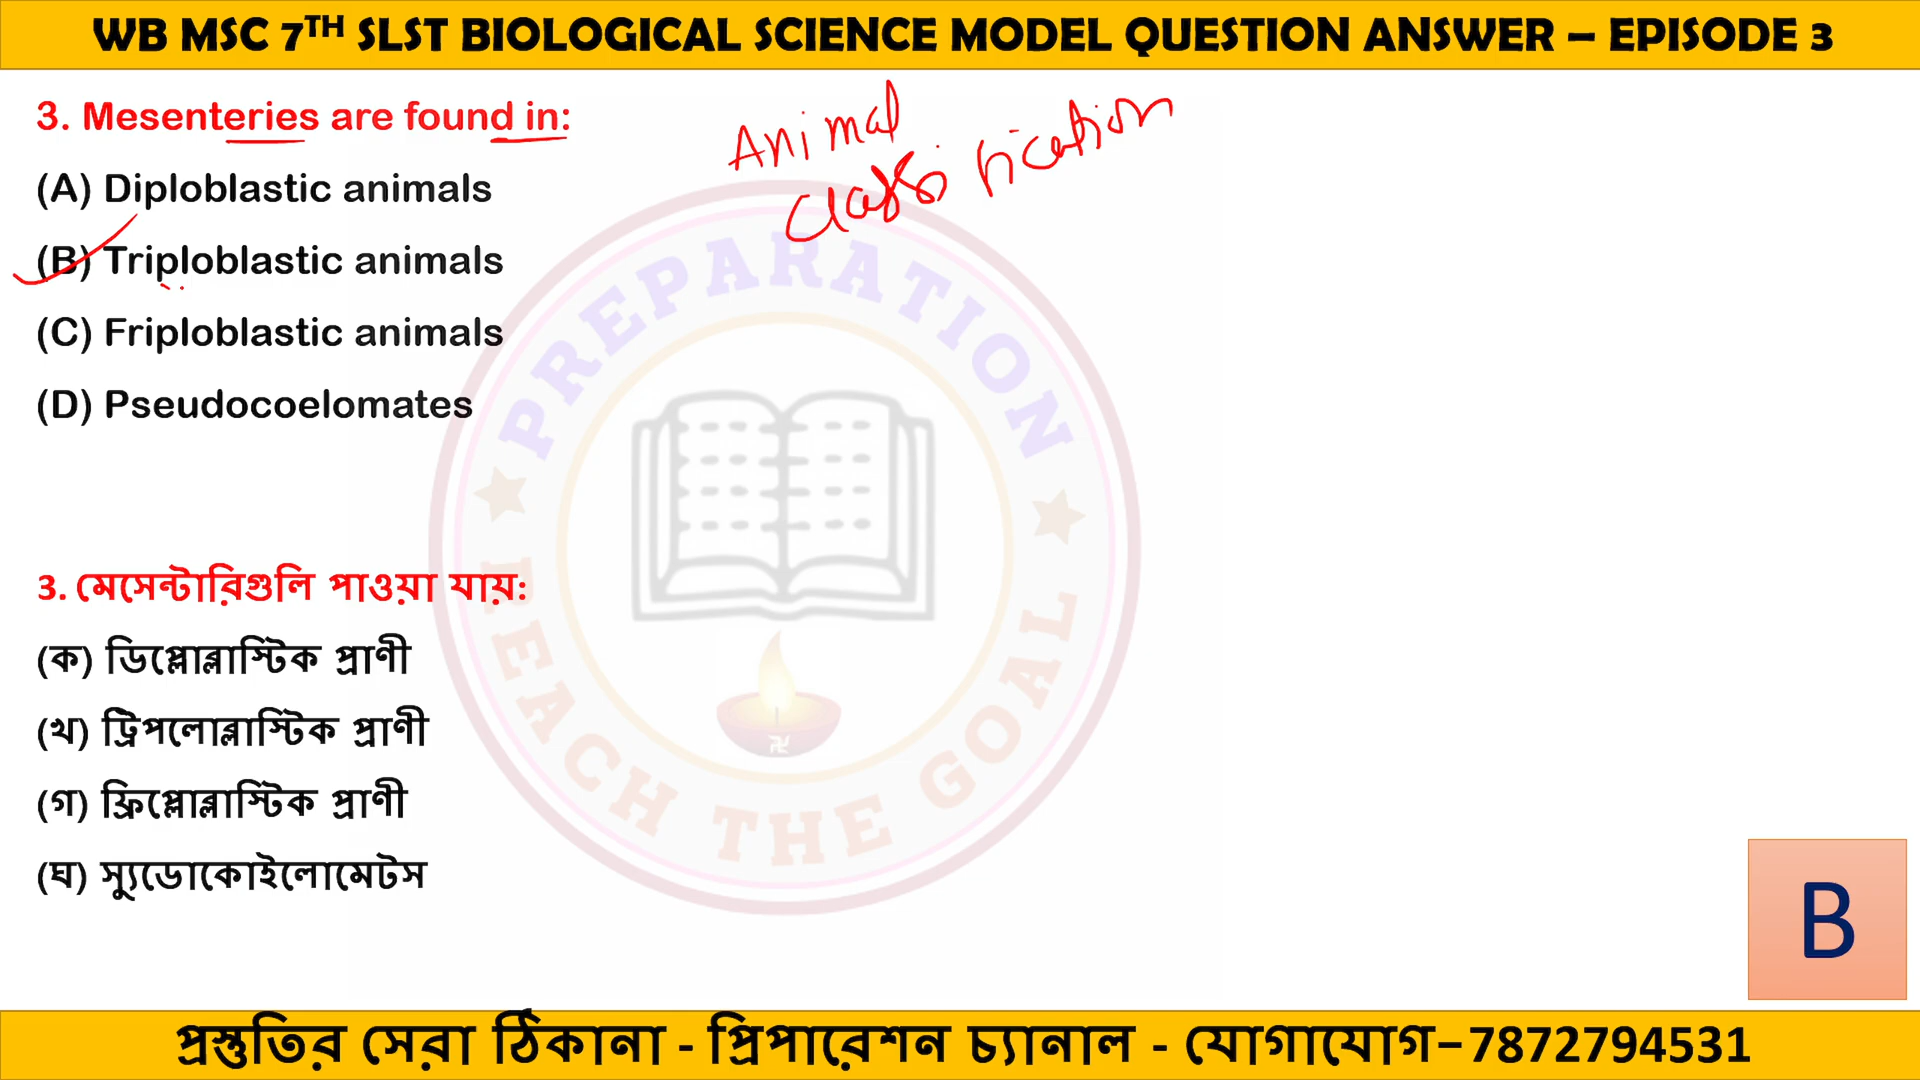 WB MSC 7TH SLST BIOLOGICAL SCIENCE MODEL QUESTION ANSWER – EPISODE 3
3. Mesenteries are found in:
Animal
Classification
(A) Diploblastic animals
(B) Triploblastic animals
(C) Friploblastic animals
(D) Pseudocoelomates
PREPARATION
TEACH THE GOAL
3. মেসেন্টারিগুলি পাওয়া যায়:
(ক) ডিপ্লোব্লাস্টিক প্রাণী
(খ) ট্রিপলোব্লাস্টিক প্রাণী
(গ) ফ্রিপ্লোব্লাস্টিক প্রাণী
(ঘ) স্যুডোকোইলোমেটস
B
প্রস্তুতির সেরা ঠিকানা - প্রিপারেশন চ্যানাল - যোগাযোগ–7872794531